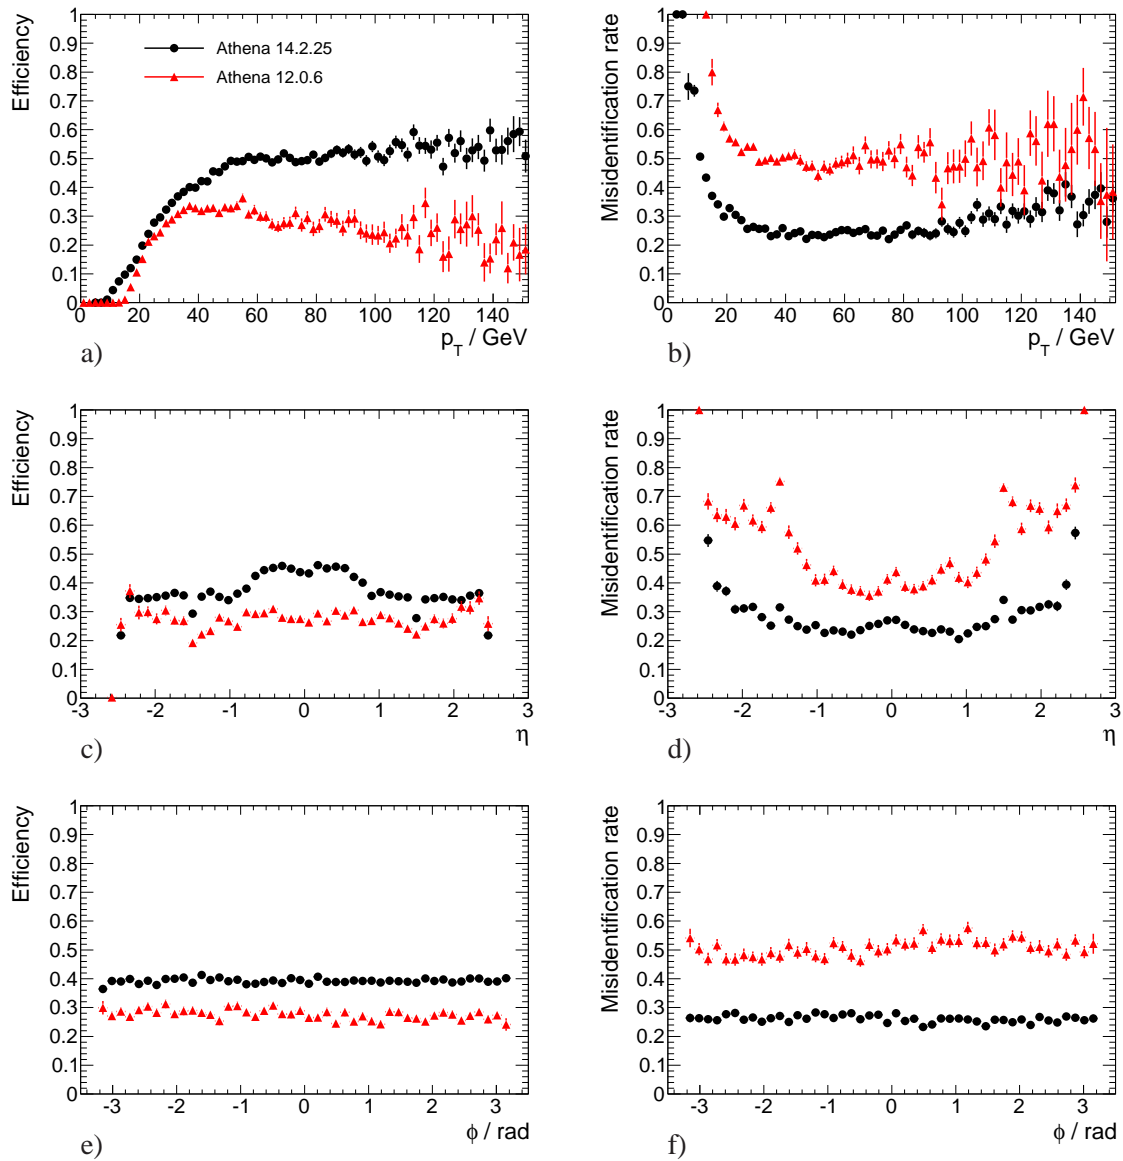 Efficiency
1
0.9
0.8
0.7
0.6
0.5
0.4
0.3
0.2
0.1
0
Athena 14.2.25
Athena 12.0.6
0 20 40 60 80 100 120 140
p_T / GeV
a)
Misidentification rate
1
0.9
0.8
0.7
0.6
0.5
0.4
0.3
0.2
0.1
0
0 20 40 60 80 100 120 140
p_T / GeV
b)
Efficiency
1
0.9
0.8
0.7
0.6
0.5
0.4
0.3
0.2
0.1
0
-3 -2 -1 0 1 2 3
η
c)
Misidentification rate
1
0.9
0.8
0.7
0.6
0.5
0.4
0.3
0.2
0.1
0
-3 -2 -1 0 1 2 3
η
d)
Efficiency
1
0.9
0.8
0.7
0.6
0.5
0.4
0.3
0.2
0.1
0
-3 -2 -1 0 1 2 3
ϕ / rad
e)
Misidentification rate
1
0.9
0.8
0.7
0.6
0.5
0.4
0.3
0.2
0.1
0
-3 -2 -1 0 1 2 3
ϕ / rad
f)